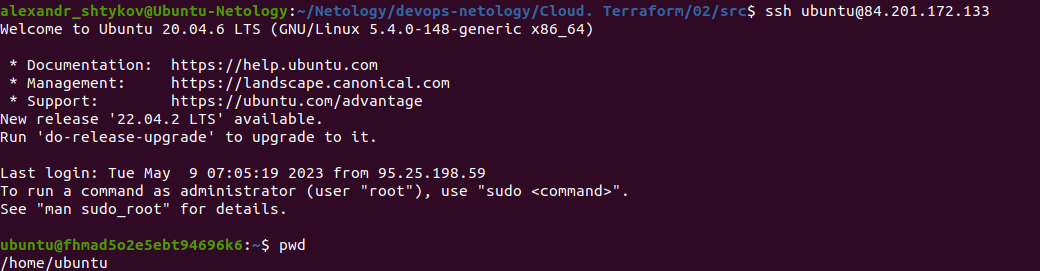 alexandr_shtykov@Ubuntu-Netology:~/Netology/devops-netology/Cloud. Terraform/02/src$ ssh ubuntu@84.201.172.133
Welcome to Ubuntu 20.04.6 LTS (GNU/Linux 5.4.0-148-generic x86_64)

 * Documentation:  https://help.ubuntu.com
 * Management:     https://landscape.canonical.com
 * Support:        https://ubuntu.com/advantage
New release '22.04.2 LTS' available.
Run 'do-release-upgrade' to upgrade to it.

Last login: Tue May  9 07:05:19 2023 from 95.25.198.59
To run a command as administrator (user "root"), use "sudo <command>".
See "man sudo_root" for details.

ubuntu@fhmad5o2e5ebt94696k6:~$ pwd
/home/ubuntu